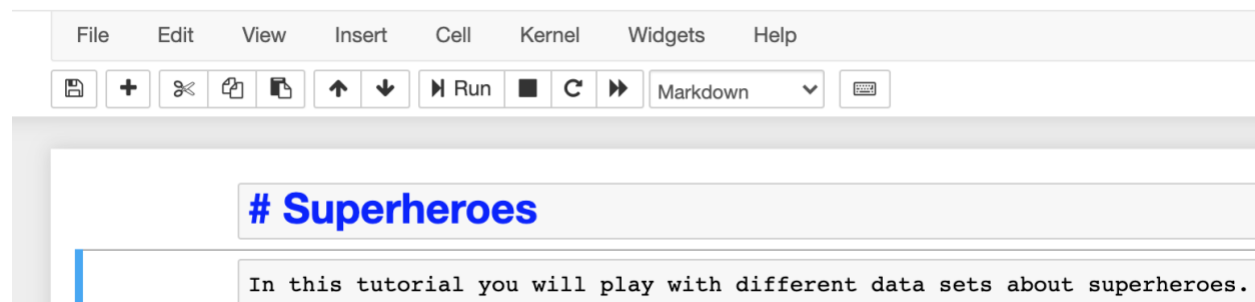 File Edit View Insert Cell Kernel Widgets Help
Run Markdown
# Superheroes
In this tutorial you will play with different data sets about superheroes.